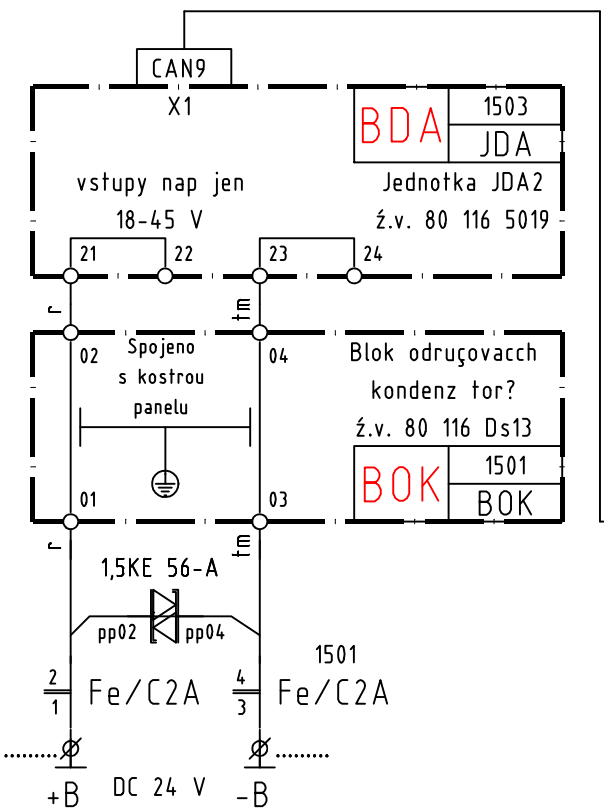 CAN9
X1
BDA
1503
JDA
vstupy nap jen
18-45 V
Jednotka JDA2
ź.v. 80 116 5019
21
22
23
24
r
tm
02
04
Spojeno
s kostrou
panelu
Blok odruçovacch
kondenz tor?
ź.v. 80 116 Ds13
BOK
1501
BOK
01
03
r
tm
1,5KE 56-A
pp02
pp04
1501
2
1
Fe/C2A
4
3
Fe/C2A
+B
DC 24 V
-B